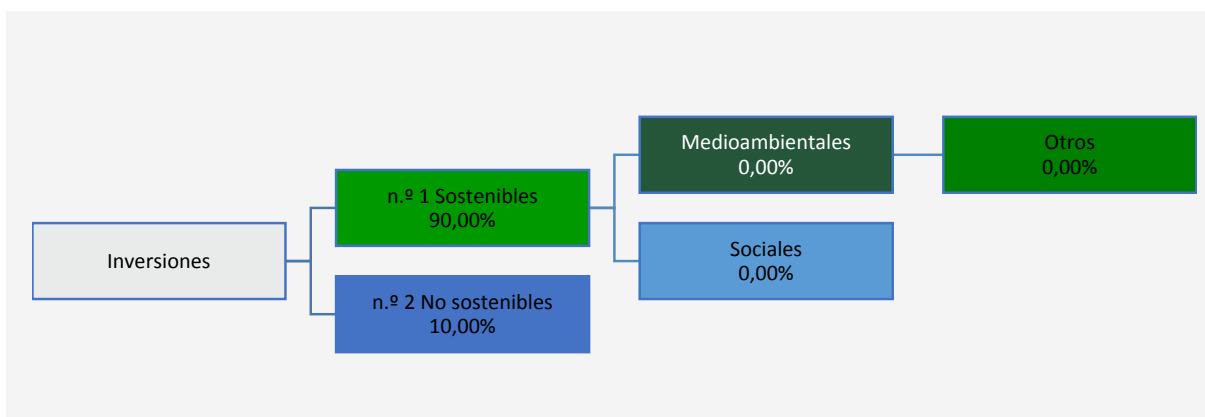 Inversiones
n.º 1 Sostenibles
90,00%
n.º 2 No sostenibles
10,00%
Medioambientales
0,00%
Sociales
0,00%
Otros
0,00%